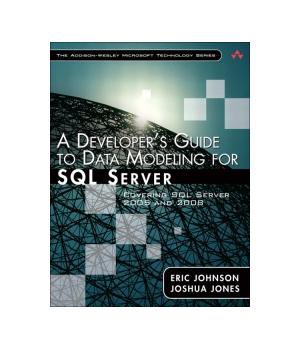 THE ADDISON-WESLEY MICROSOFT TECHNOLOGY SERIES
A DEVELOPER'S GUIDE
TO DATA MODELING FOR
SQL SERVER
COVERING SQL SERVER
2005 AND 2008
ERIC JOHNSON
JOSHUA JONES